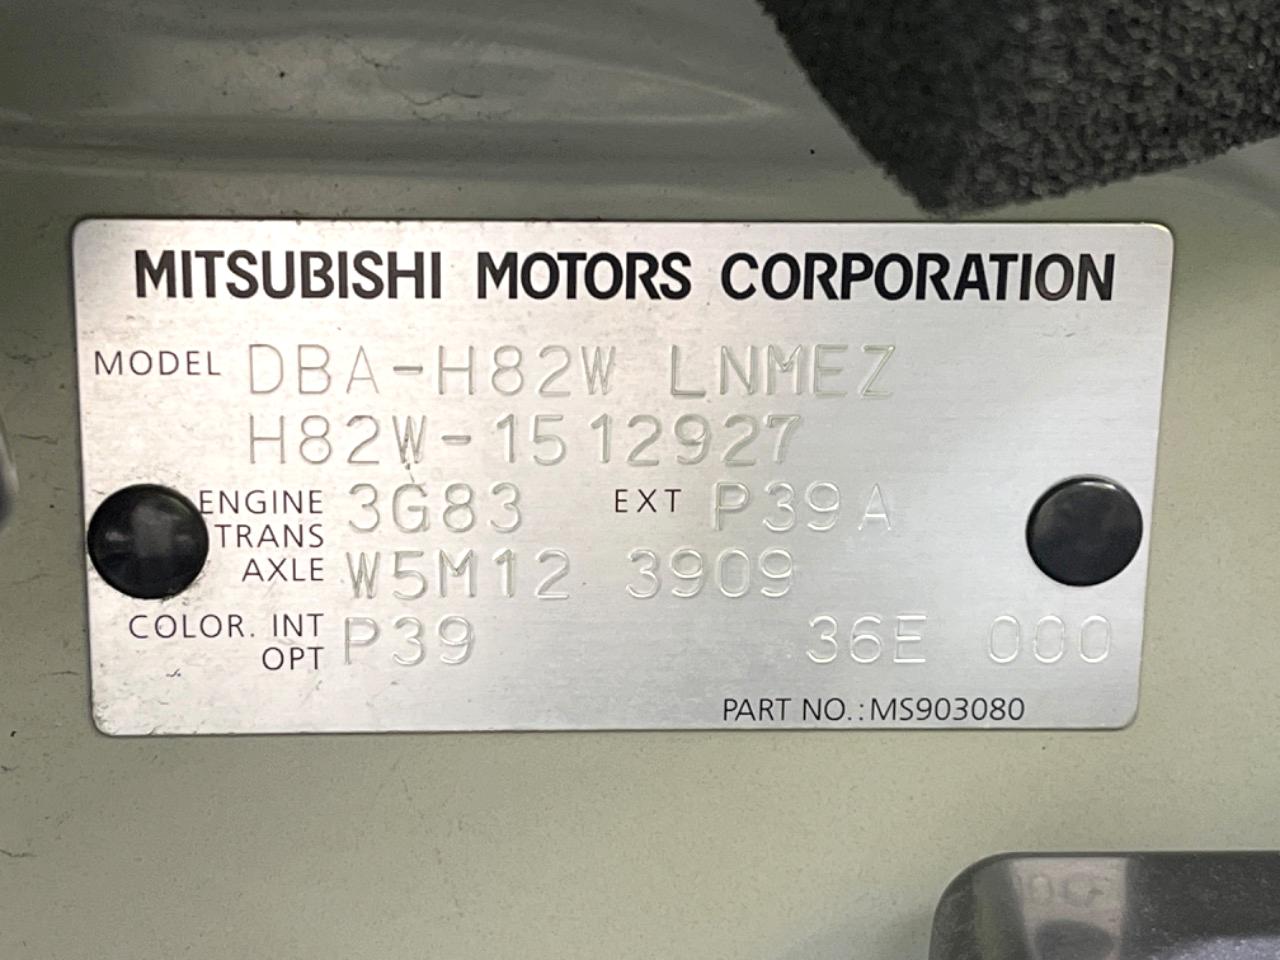 MITSUBISHI MOTORS CORPORATION
MODEL DBA-H82W LNMEZ
H82W-1512927
ENGINE 3G83 EXT P39A
TRANS
AXLE W5M12 3909
COLOR. INT P39 36E 000
OPT
PART NO.:MS903080